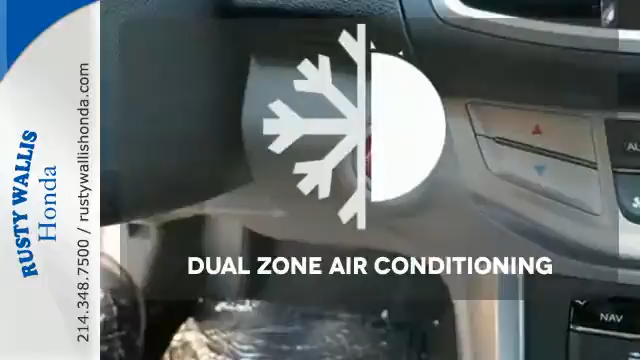 RUSTY WALLIS
Honda
214.348.7500 / rustywallishonda.com
DUAL ZONE AIR CONDITIONING
NAV